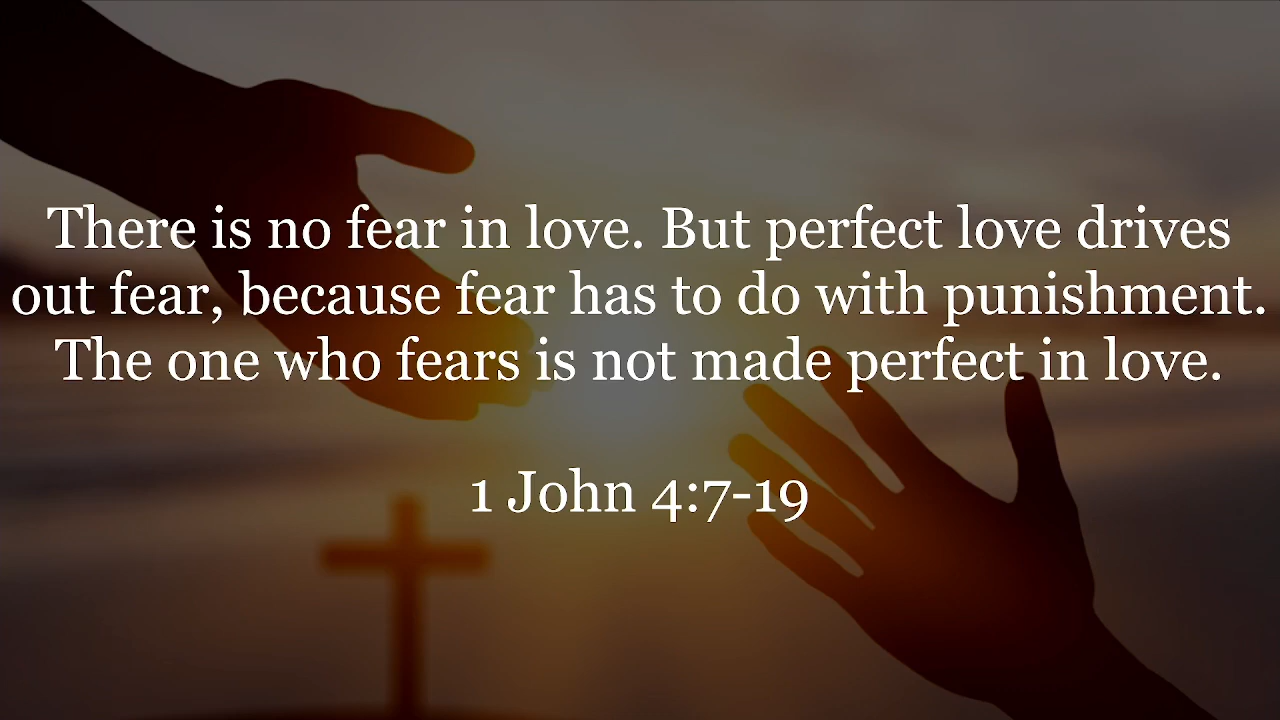 There is no fear in love. But perfect love drives
out fear, because fear has to do with punishment.
The one who fears is not made perfect in love.
1 John 4:7-19